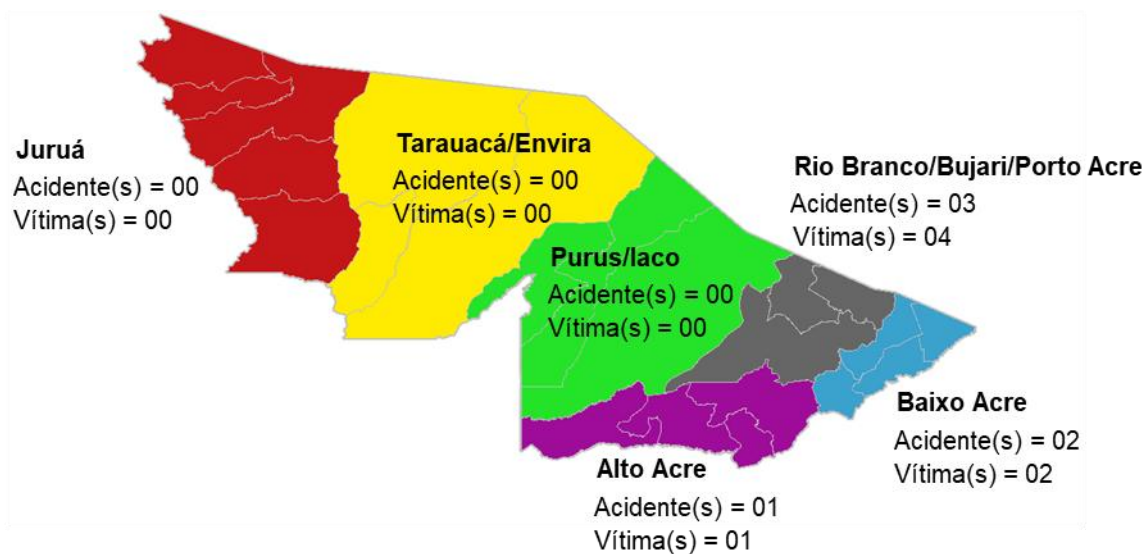 Juruá
Acidente(s) = 00
Vítima(s) = 00
Tarauacá/Envira
Acidente(s) = 00
Vítima(s) = 00
Purus/Iaco
Acidente(s) = 00
Vítima(s) = 00
Rio Branco/Bujari/Porto Acre
Acidente(s) = 03
Vítima(s) = 04
Baixo Acre
Acidente(s) = 02
Vítima(s) = 02
Alto Acre
Acidente(s) = 01
Vítima(s) = 01